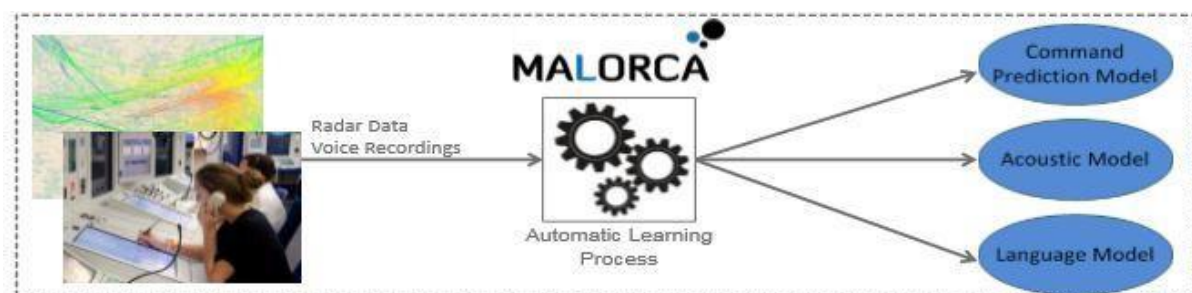 MALORCA
Radar Data
Voice Recordings
Automatic Learning
Process
Command
Prediction Model
Acoustic Model
Language Model